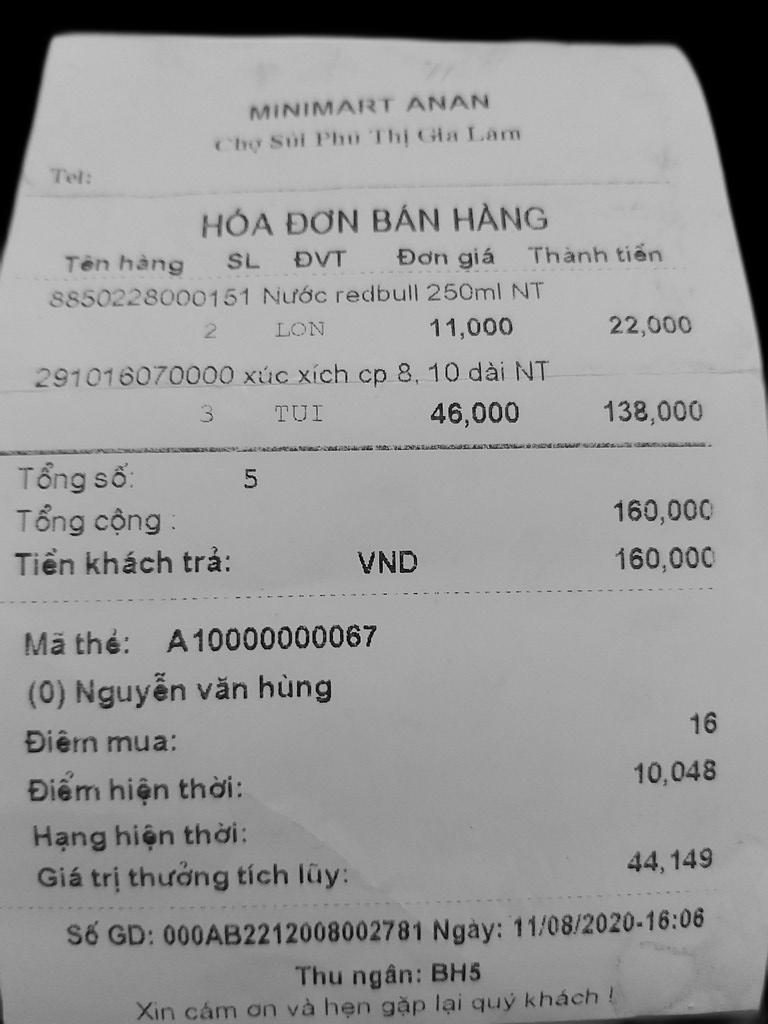 MINIMART ANAN
Chợ Sủi Phú Thị Gia Lâm
Tel:
HÓA ĐƠN BÁN HÀNG
Tên hàng SL ĐVT Đơn giá Thành tiền
8850228000151 Nước redbull 250ml NT
2 LON 11,000 22,000
291016070000 xúc xích cp 8, 10 dài NT
3 TUI 46,000 138,000
Tổng số: 5
Tổng cộng : 160,000
Tiền khách trả: VND 160,000
Mã thẻ: A10000000067
(0) Nguyễn văn hùng
Điêm mua: 16
Điểm hiện thời: 10,048
Hạng hiện thời:
Giá trị thưởng tích lũy: 44,149
Số GD: 000AB2212008002781 Ngày: 11/08/2020-16:06
Thu ngân: BH5
Xin cám ơn và hẹn gặp lại quý khách !